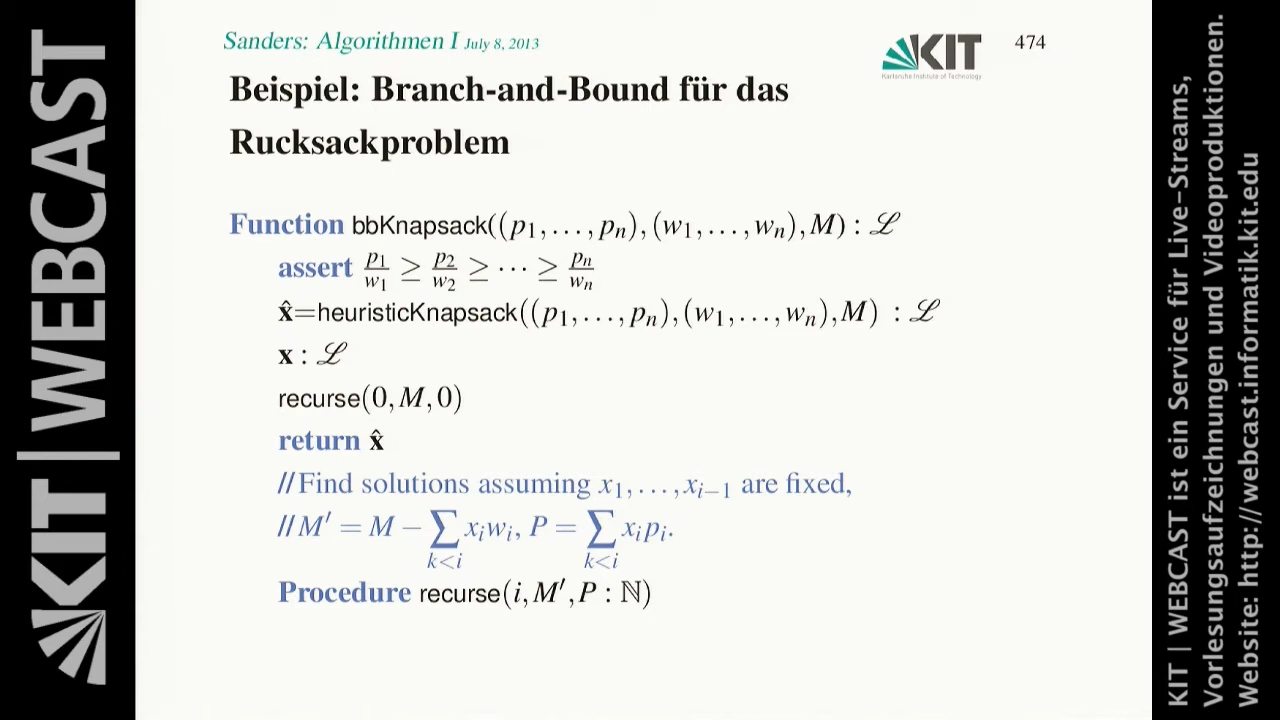 KIT | WEBCAST
Sanders: Algorithmen I July 8, 2013
KIT
Karlsruhe Institute of Technology
474
Beispiel: Branch-and-Bound für das
Rucksackproblem
Function bbKnapsack((p₁,…,pₙ),(w₁,…,wₙ),M) : ℒ
assert p₁/w₁ ≥ p₂/w₂ ≥ ⋯ ≥ pₙ/wₙ
x̂=heuristicKnapsack((p₁,…,pₙ),(w₁,…,wₙ),M) : ℒ
x : ℒ
recurse(0,M,0)
return x̂
//Find solutions assuming x₁,…,xᵢ₋₁ are fixed,
//M′ = M − ∑_{k<i} xᵢwᵢ, P = ∑_{k<i} xᵢpᵢ.
Procedure recurse(i,M′,P : ℕ)
KIT | WEBCAST ist ein Service für Live-Streams,
Vorlesungsaufzeichnungen und Videoproduktionen.
Website: http://webcast.informatik.kit.edu